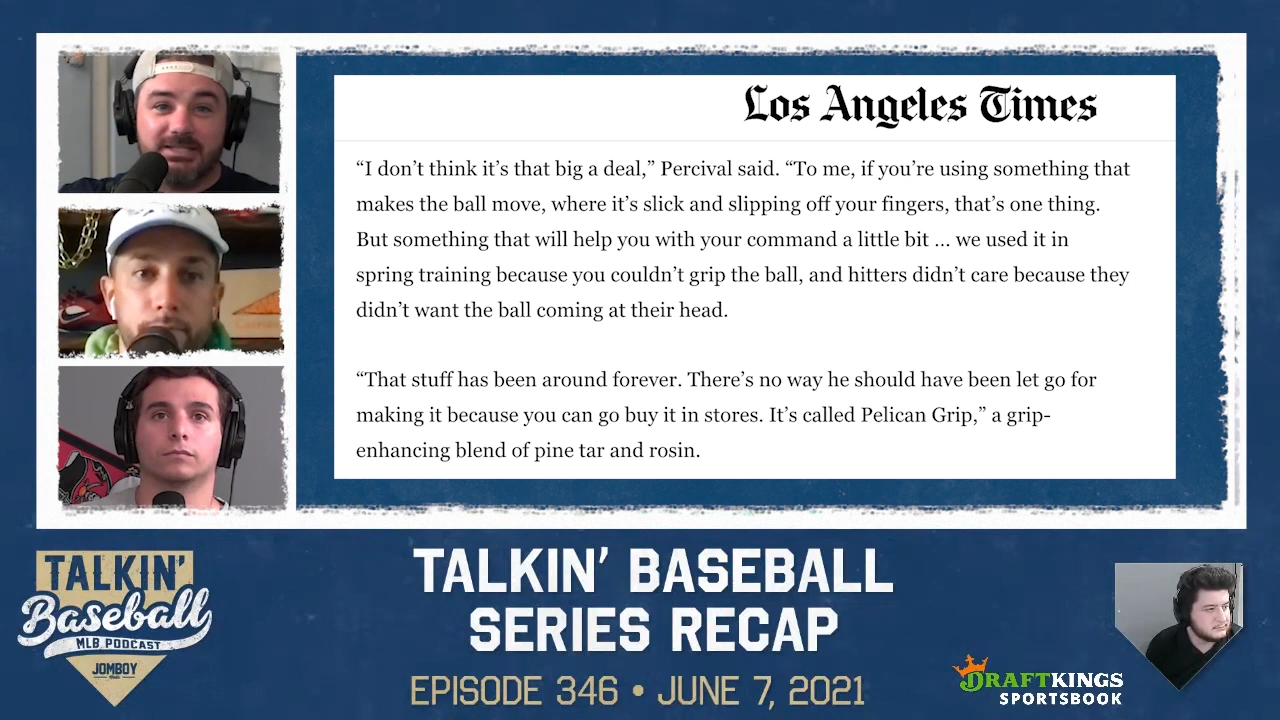 Los Angeles Times
“I don’t think it’s that big a deal,” Percival said. “To me, if you’re using something that
makes the ball move, where it’s slick and slipping off your fingers, that’s one thing.
But something that will help you with your command a little bit ... we used it in
spring training because you couldn’t grip the ball, and hitters didn’t care because they
didn’t want the ball coming at their head.
“That stuff has been around forever. There’s no way he should have been let go for
making it because you can go buy it in stores. It’s called Pelican Grip,” a grip-
enhancing blend of pine tar and rosin.
TALKIN’
Baseball
MLB PODCAST
JOMBOY
TALKIN’ BASEBALL
SERIES RECAP
EPISODE 346 • JUNE 7, 2021
DRAFTKINGS
SPORTSBOOK